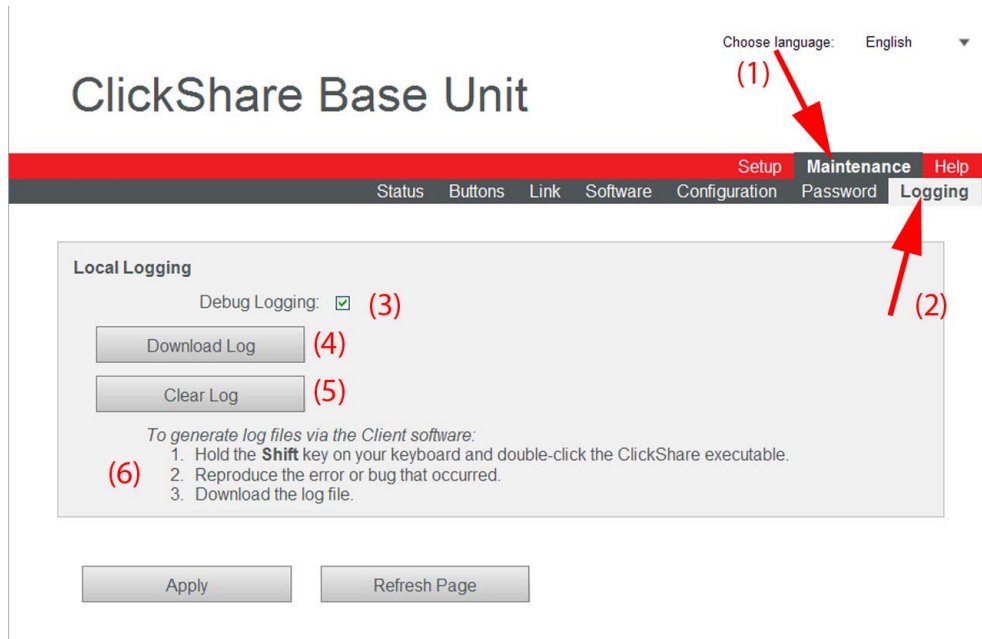 Choose language: English
(1)
ClickShare Base Unit
Setup Maintenance Help
Status Buttons Link Software Configuration Password Logging
Local Logging
Debug Logging: (3)
(2)
Download Log (4)
Clear Log (5)
To generate log files via the Client software:
1. Hold the Shift key on your keyboard and double-click the ClickShare executable.
(6) 2. Reproduce the error or bug that occurred.
3. Download the log file.
Apply Refresh Page